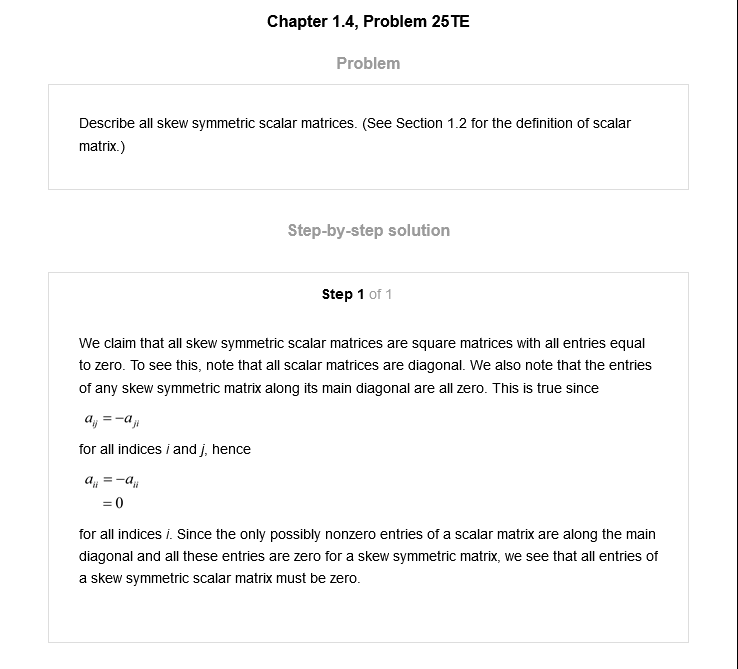 Chapter 1.4, Problem 25TE
Problem
Describe all skew symmetric scalar matrices. (See Section 1.2 for the definition of scalar
matrix.)
Step-by-step solution
Step 1 of 1
We claim that all skew symmetric scalar matrices are square matrices with all entries equal
to zero. To see this, note that all scalar matrices are diagonal. We also note that the entries
of any skew symmetric matrix along its main diagonal are all zero. This is true since
a_{ij} = −a_{ji}
for all indices i and j, hence
a_{ii} = −a_{ii}
= 0
for all indices i. Since the only possibly nonzero entries of a scalar matrix are along the main
diagonal and all these entries are zero for a skew symmetric matrix, we see that all entries of
a skew symmetric scalar matrix must be zero.